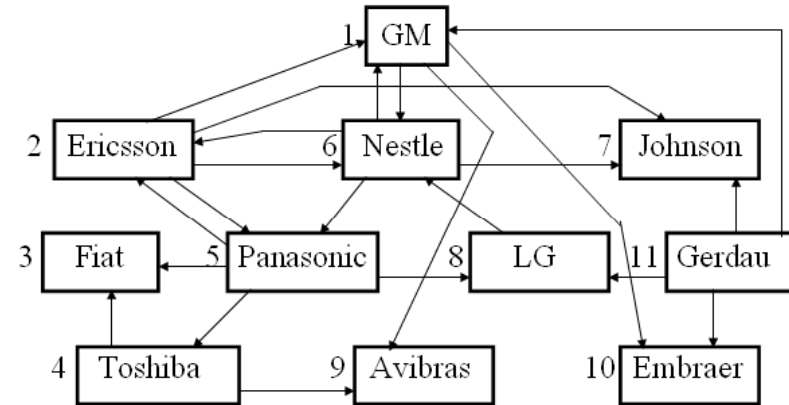 1 GM
2 Ericsson 6 Nestle 7 Johnson
3 Fiat 5 Panasonic 8 LG 11 Gerdau
4 Toshiba 9 Avibras 10 Embraer